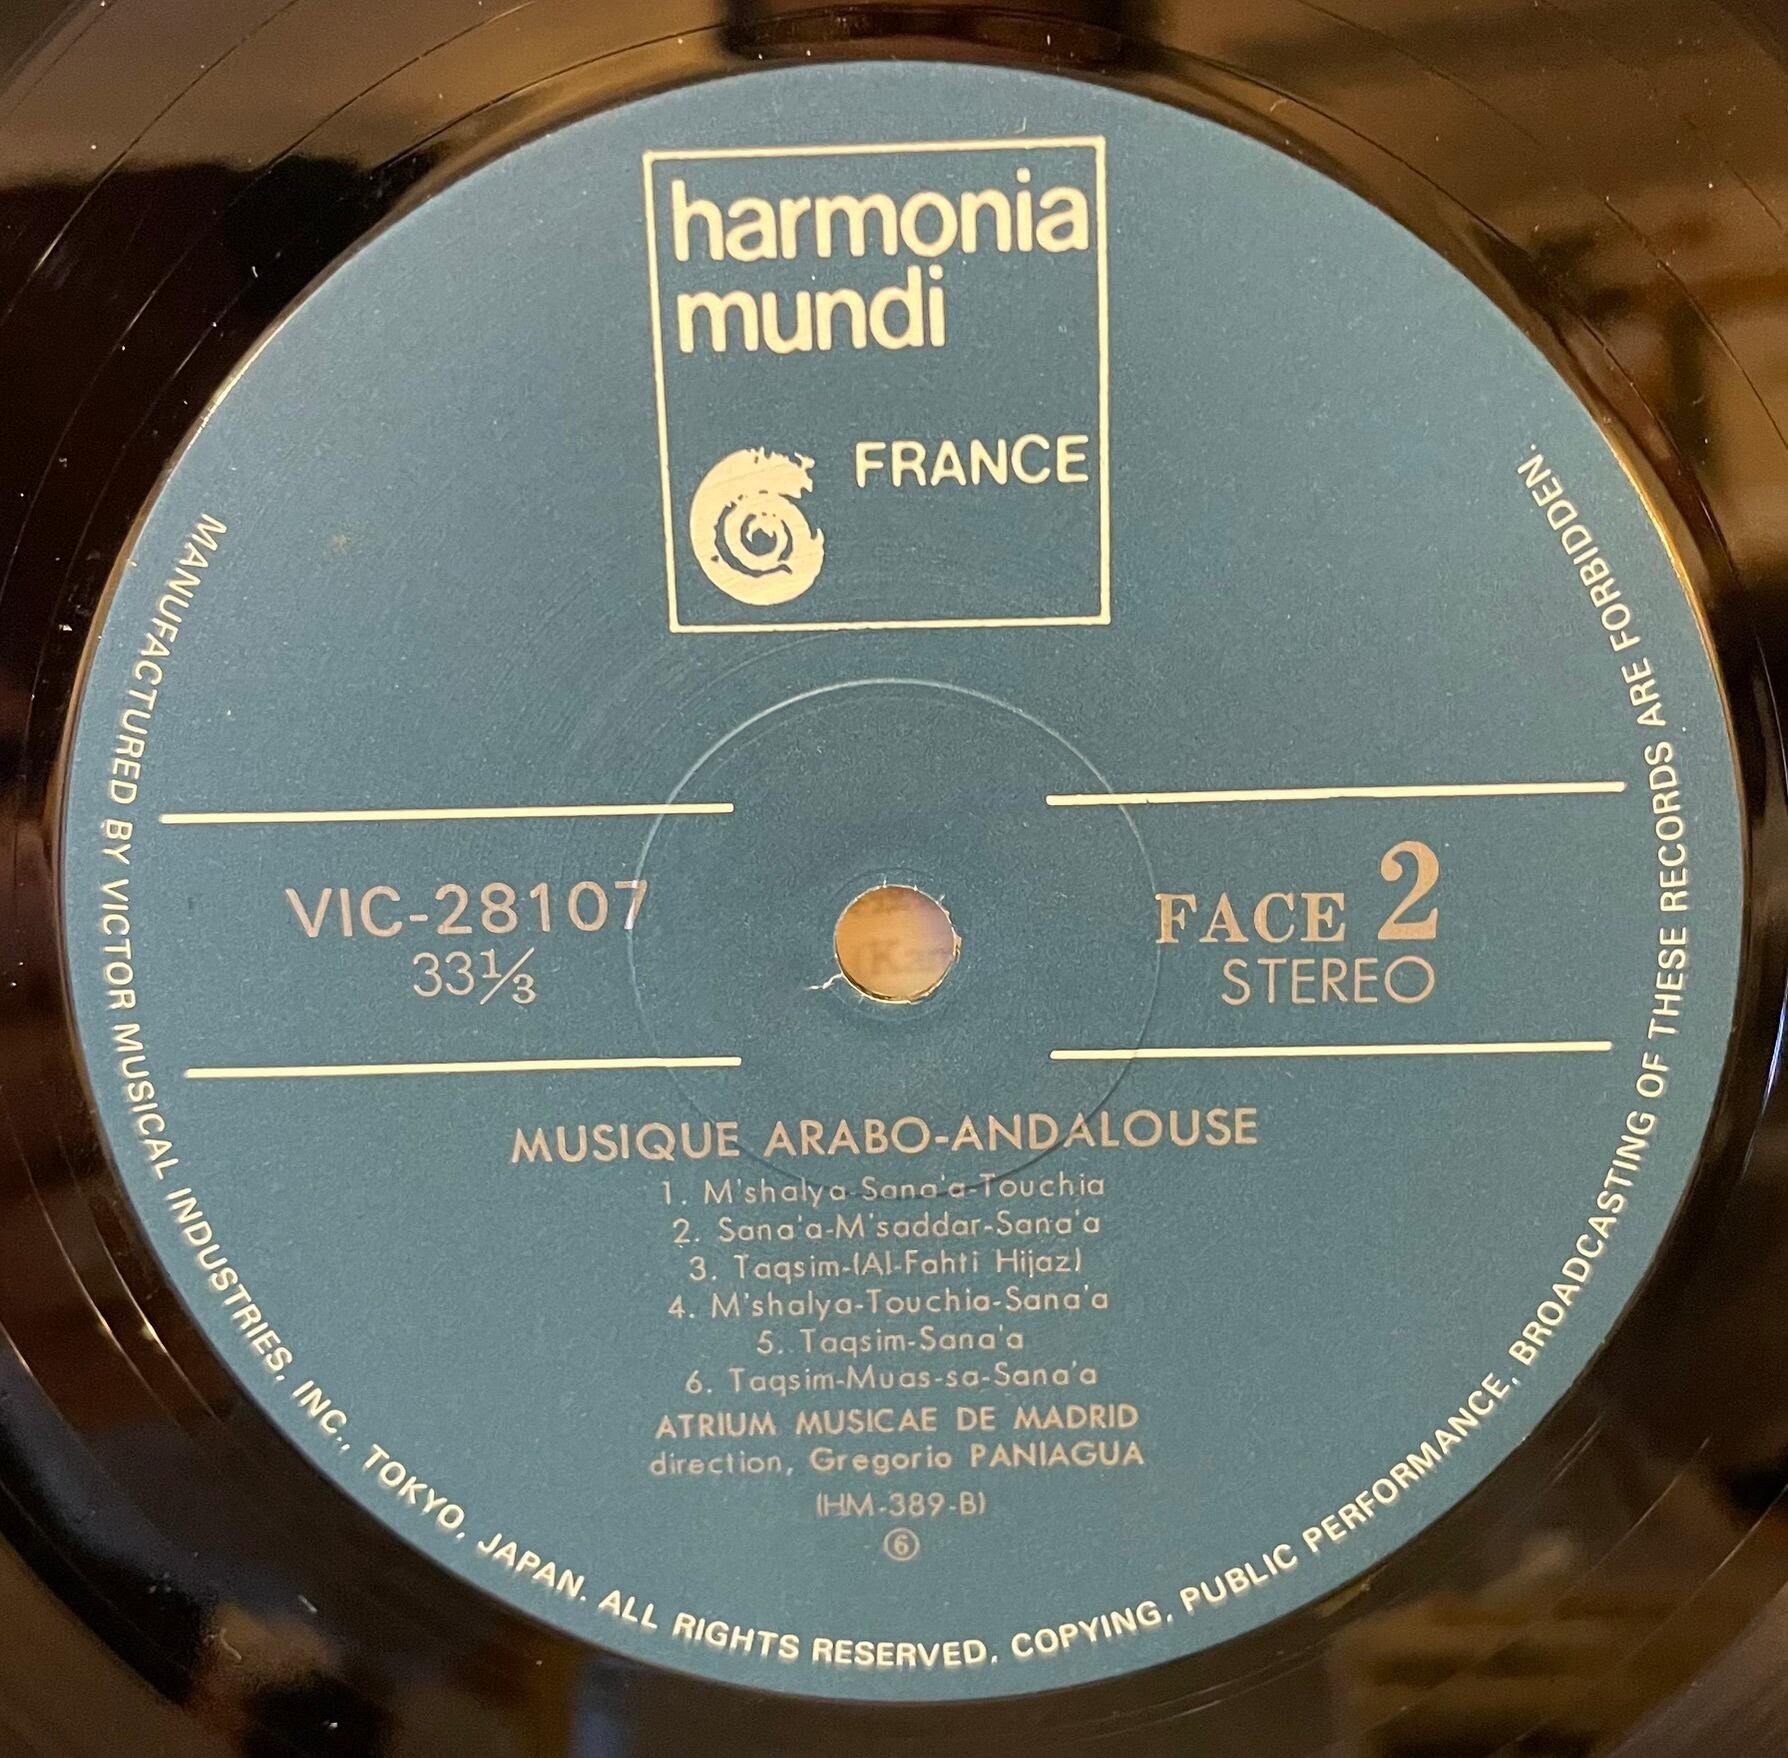 harmonia
mundi
FRANCE
VIC-28107
33⅓
FACE 2
STEREO
MUSIQUE ARABO-ANDALOUSE
1. M'shalya-Sana'a-Touchia
2. Sana'a-M'saddar-Sana'a
3. Taqsim-(Al-Fahti Hijaz)
4. M'shalya-Touchia-Sana'a
5. Taqsim-Sana'a
6. Taqsim-Muas-sa-Sana'a
ATRIUM MUSICAE DE MADRID
direction, Gregorio PANIAGUA
(HM-389-B)
⑥
MANUFACTURED BY VICTOR MUSICAL INDUSTRIES, INC., TOKYO, JAPAN. ALL RIGHTS RESERVED. COPYING, PUBLIC PERFORMANCE, BROADCASTING OF THESE RECORDS ARE FORBIDDEN.